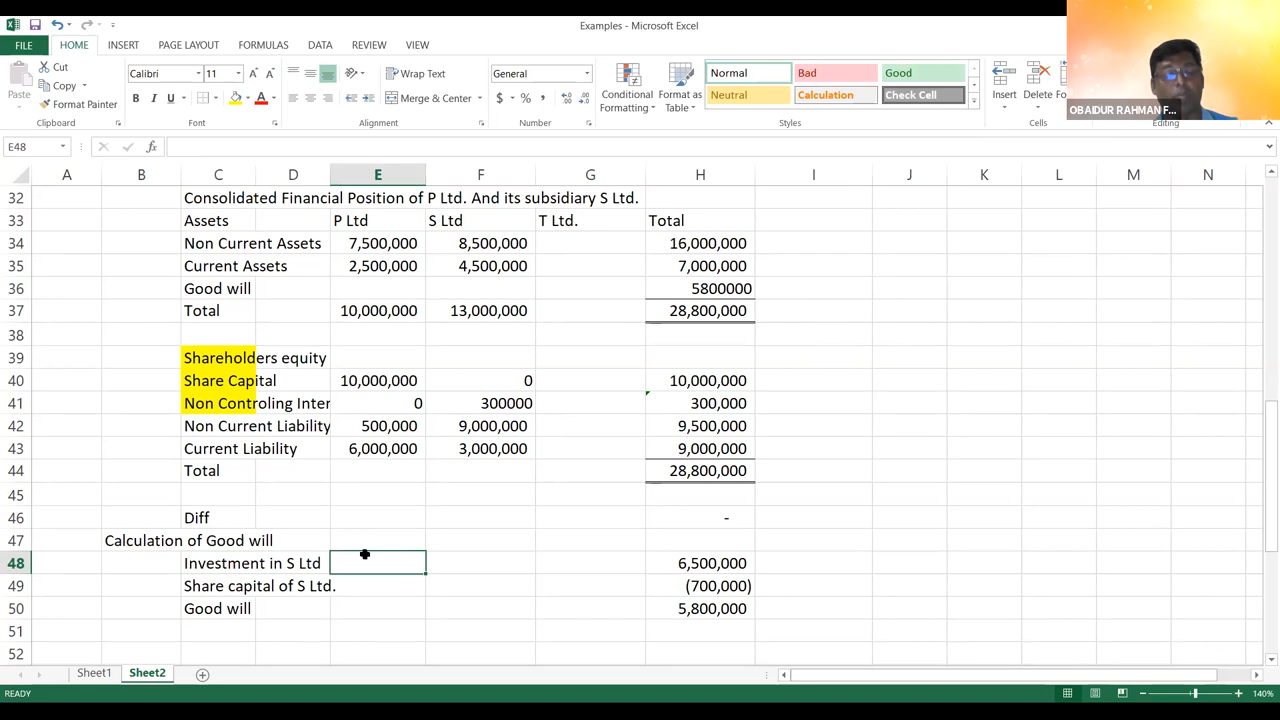 Examples - Microsoft Excel
FILE HOME INSERT PAGE LAYOUT FORMULAS DATA REVIEW VIEW
Paste Cut Copy Format Painter Clipboard
Calibri 11 B I U Font
Wrap Text Merge & Center Alignment
General $ % , Number
Conditional Formatting Format as Table Normal Bad Good Neutral Calculation Check Cell Styles
Insert Delete Cells
Editing
OBAIDUR RAHMAN F...
E48 fx
A B C D E F G H I J K L M N
32 Consolidated Financial Position of P Ltd. And its subsidiary S Ltd.
33 Assets P Ltd S Ltd T Ltd. Total
34 Non Current Assets 7,500,000 8,500,000 16,000,000
35 Current Assets 2,500,000 4,500,000 7,000,000
36 Good will 5800000
37 Total 10,000,000 13,000,000 28,800,000
38
39 Shareholders equity
40 Share Capital 10,000,000 0 10,000,000
41 Non Controling Inter 0 300000 300,000
42 Non Current Liability 500,000 9,000,000 9,500,000
43 Current Liability 6,000,000 3,000,000 9,000,000
44 Total 28,800,000
45
46 Diff -
47 Calculation of Good will
48 Investment in S Ltd 6,500,000
49 Share capital of S Ltd. (700,000)
50 Good will 5,800,000
51
52
Sheet1 Sheet2
READY 140%